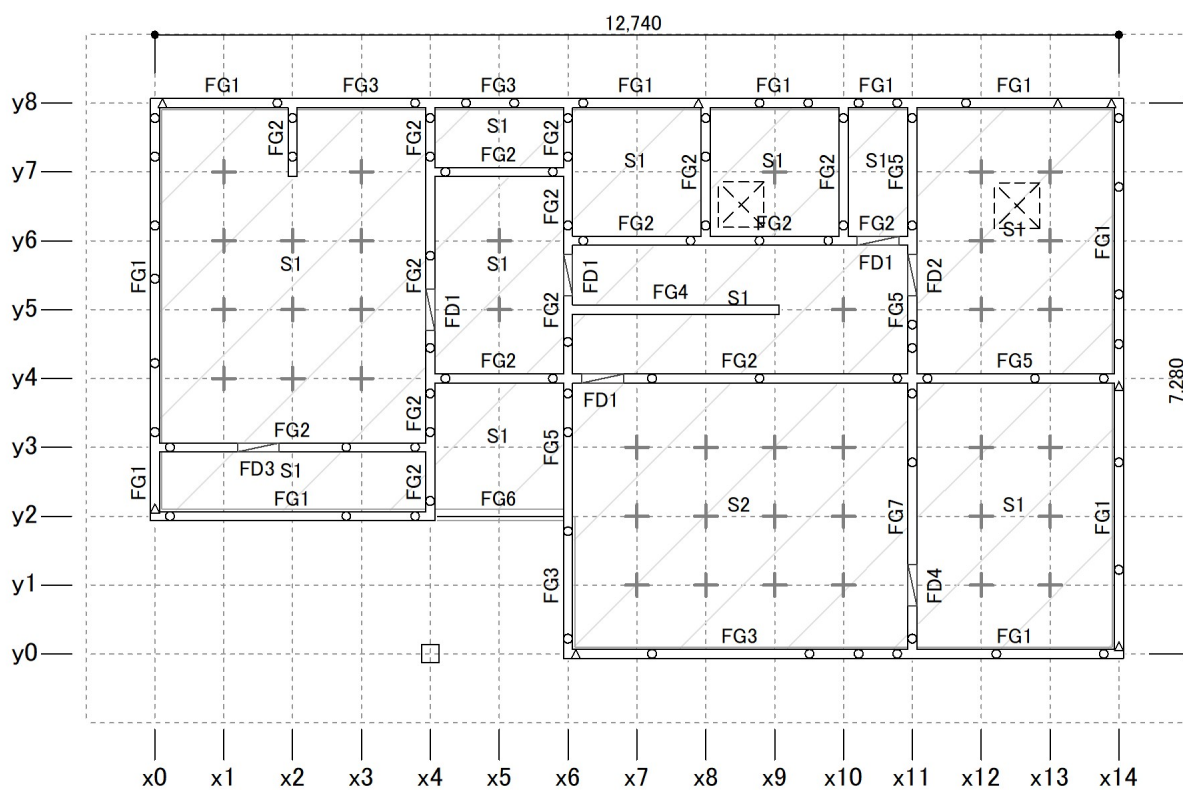 12,740
FG1 FG3 FG3 FG1 FG1 FG1 FG1
y8
FG2 FG2 S1 FG2 FG2 FG5
FG2 S1 S1 S1
y7
FG2
FG2 FG2 FG2 FG1
S1
y6
FG1 S1 FG2 S1 FD1 FD1 FD2
FG4 S1
y5
FD1 FG2 FG5
FG2 FG2 FG5
y4
FD1
7,280
FG2 FG2 S1 FG5
y3
FG1 FD3 S1 FG2
FG1 FG6 S2 FG7 S1 FG1
y2
y1
FG3 FD4
FG3 FG1
y0
x0 x1 x2 x3 x4 x5 x6 x7 x8 x9 x10 x11 x12 x13 x14